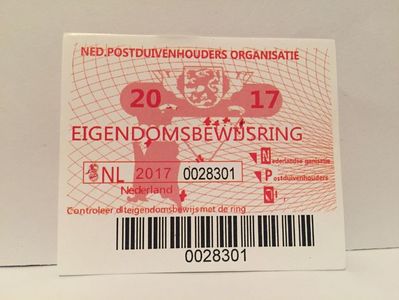 NED.POSTDUIVENHOUDERS ORGANISATIE
20 17
EIGENDOMSBEWIJSRING
NL 2017 0028301
Nederland
Nederlandse
Postduivenhouders
Controleer dit eigendomsbewijs met de ring
0028301